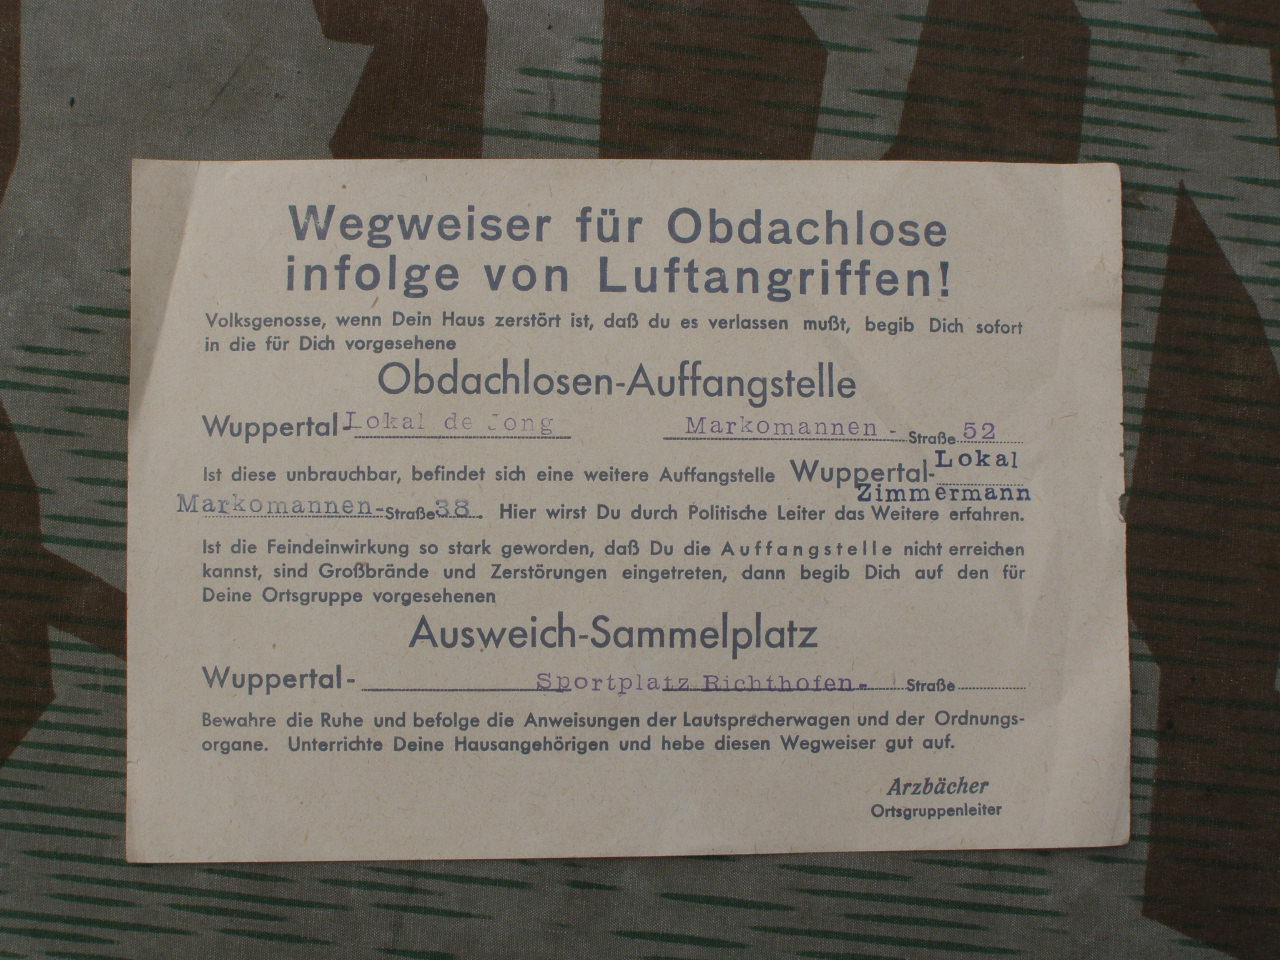 Wegweiser für Obdachlose
infolge von Luftangriffen!
Volksgenosse, wenn Dein Haus zerstört ist, daß du es verlassen mußt, begib Dich sofort
in die für Dich vorgesehene
Obdachlosen-Auffangstelle
Wuppertal-Lokal de Jong Markomannen - Straße 52
Ist diese unbrauchbar, befindet sich eine weitere Auffangstelle Wuppertal-Lokal
Zimmermann
Markomannen-Straße 38. Hier wirst Du durch Politische Leiter das Weitere erfahren.
Ist die Feindeinwirkung so stark geworden, daß Du die Auffangstelle nicht erreichen
kannst, sind Großbrände und Zerstörungen eingetreten, dann begib Dich auf den für
Deine Ortsgruppe vorgesehenen
Ausweich-Sammelplatz
Wuppertal- Sportplatz Richthofen- Straße
Bewahre die Ruhe und befolge die Anweisungen der Lautsprecherwagen und der Ordnungs-
organe. Unterrichte Deine Hausangehörigen und hebe diesen Wegweiser gut auf.
Arzbächer
Ortsgruppenleiter